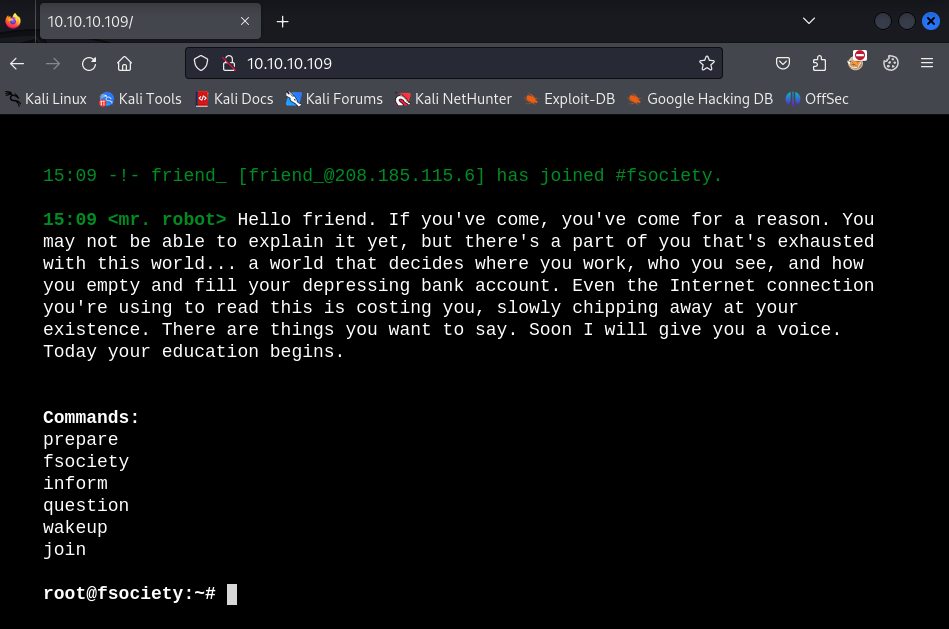 10.10.10.109/
10.10.10.109
Kali Linux Kali Tools Kali Docs Kali Forums Kali NetHunter Exploit-DB Google Hacking DB OffSec
15:09 -!- friend_ [friend_@208.185.115.6] has joined #fsociety.
15:09 <mr. robot> Hello friend. If you've come, you've come for a reason. You
may not be able to explain it yet, but there's a part of you that's exhausted
with this world... a world that decides where you work, who you see, and how
you empty and fill your depressing bank account. Even the Internet connection
you're using to read this is costing you, slowly chipping away at your
existence. There are things you want to say. Soon I will give you a voice.
Today your education begins.
Commands:
prepare
fsociety
inform
question
wakeup
join
root@fsociety:~#